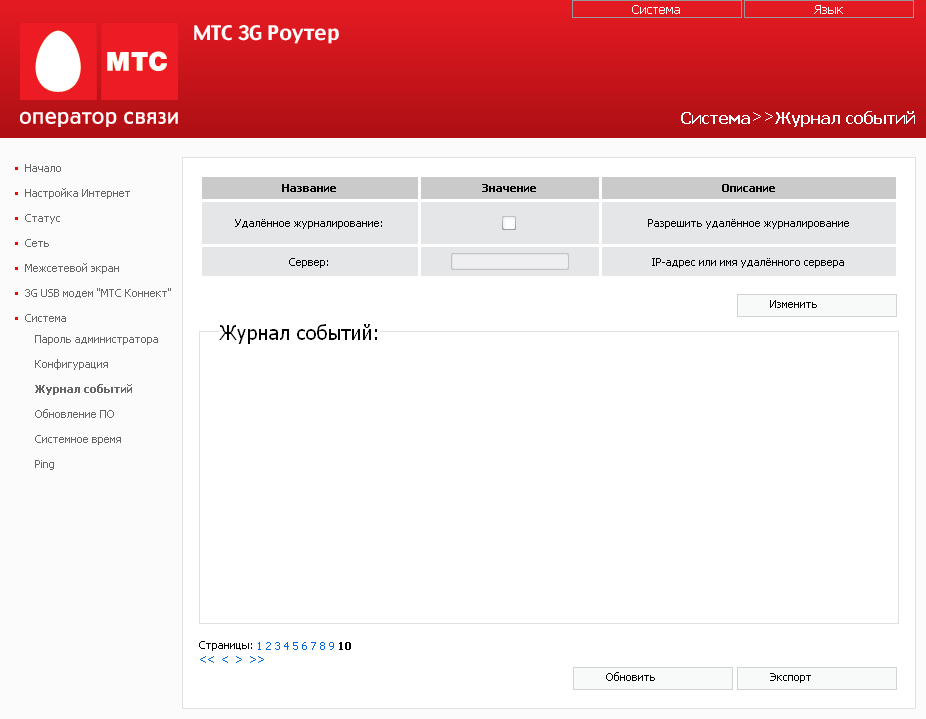 Система Язык
МТС 3G Роутер
МТС
оператор связи
Система>>Журнал событий
Начало
Настройка Интернет
Статус
Сеть
Межсетевой экран
3G USB модем "МТС Коннект"
Система
Пароль администратора
Конфигурация
Журнал событий
Обновление ПО
Системное время
Ping
Название Значение Описание
Удалённое журналирование: Разрешить удалённое журналирование
Сервер: IP-адрес или имя удалённого сервера
Изменить
Журнал событий:
Страницы: 1 2 3 4 5 6 7 8 9 10
<< < > >>
Обновить Экспорт